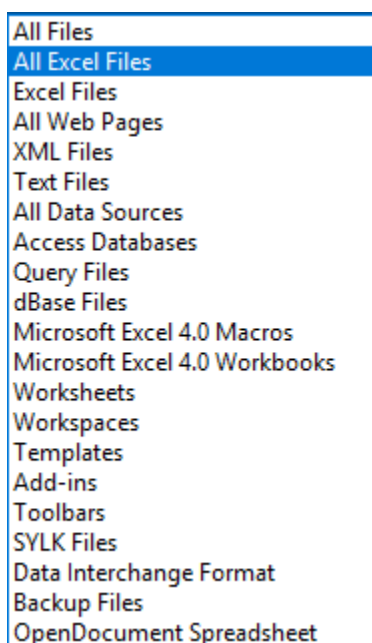 All Files
All Excel Files
Excel Files
All Web Pages
XML Files
Text Files
All Data Sources
Access Databases
Query Files
dBase Files
Microsoft Excel 4.0 Macros
Microsoft Excel 4.0 Workbooks
Worksheets
Workspaces
Templates
Add-ins
Toolbars
SYLK Files
Data Interchange Format
Backup Files
OpenDocument Spreadsheet